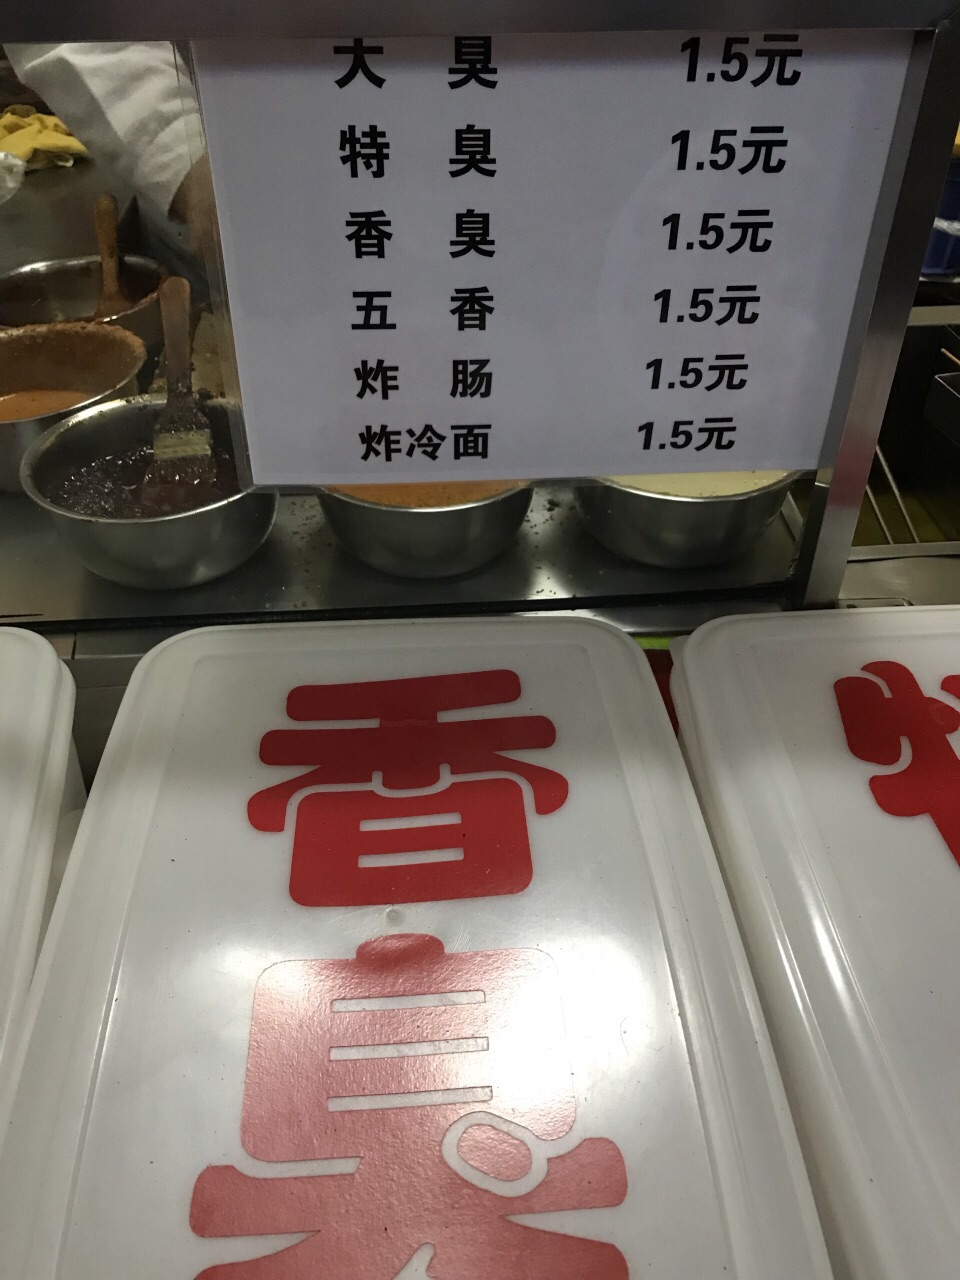 大 臭 1.5元
特 臭 1.5元
香 臭 1.5元
五 香 1.5元
炸 肠 1.5元
炸冷面 1.5元
香
臭